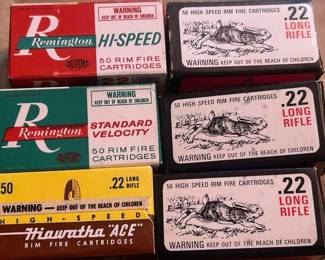 WARNING
KEEP OUT OF THE REACH OF CHILDREN
R
Remington
HI-SPEED
DU PONT
50 RIM FIRE
CARTRIDGES
50 HIGH SPEED RIM FIRE CARTRIDGES
.22
LONG
RIFLE
WARNING KEEP OUT OF THE REACH OF CHILDREN!
WARNING
KEEP OUT OF REACH OF CHILDREN
R
Remington
STANDARD
VELOCITY
DU PONT
50 RIM FIRE
CARTRIDGES
50 HIGH SPEED RIM FIRE CARTRIDGES
.22
LONG
RIFLE
WARNING KEEP OUT OF THE REACH OF CHILDREN!
50
.22 LONG
RIFLE
WARNING — KEEP OUT OF THE REACH OF CHILDREN
HIGH-SPEED
Hiawatha "ACE"
RIM FIRE CARTRIDGES
50 HIGH SPEED RIM FIRE CARTRIDGES
.22
LONG
RIFLE
WARNING KEEP OUT OF THE REACH OF CHILDREN!